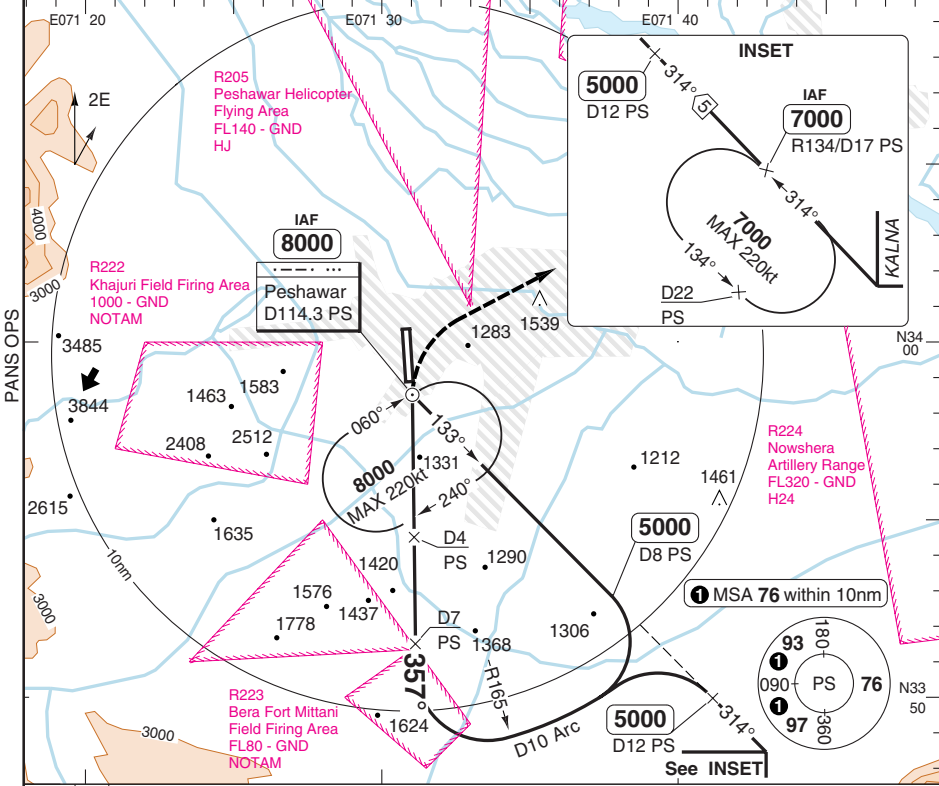 E071 20
E071 30
E071 40
2E
R205
Peshawar Helicopter
Flying Area
FL140 - GND
HJ
INSET
5000
D12 PS
314°
5
IAF
7000
R134/D17 PS
314°
7000
MAX 220kt
134°
D22
PS
KALNA
4000
3000
IAF
8000
Peshawar
D114.3 PS
R222
Khajuri Field Firing Area
1000 - GND
NOTAM
PANS OPS
3485
3844
1283
1539
N34
00
1463
1583
2408
2512
2615
1635
060°
133°
8000
MAX 220kt
1331
240°
1212
1461
R224
Nowshera
Artillery Range
FL320 - GND
H24
5000
D8 PS
D4
PS
10nm
3000
1420
1290
1576
1437
1778
D7
PS
1368
1306
1 MSA 76 within 10nm
180
93
1
090
PS
76
1
97
360
N33
50
357°
R165
R223
Bera Fort Mittani
Field Firing Area
FL80 - GND
NOTAM
3000
1624
D10 Arc
5000
D12 PS
314°
See INSET